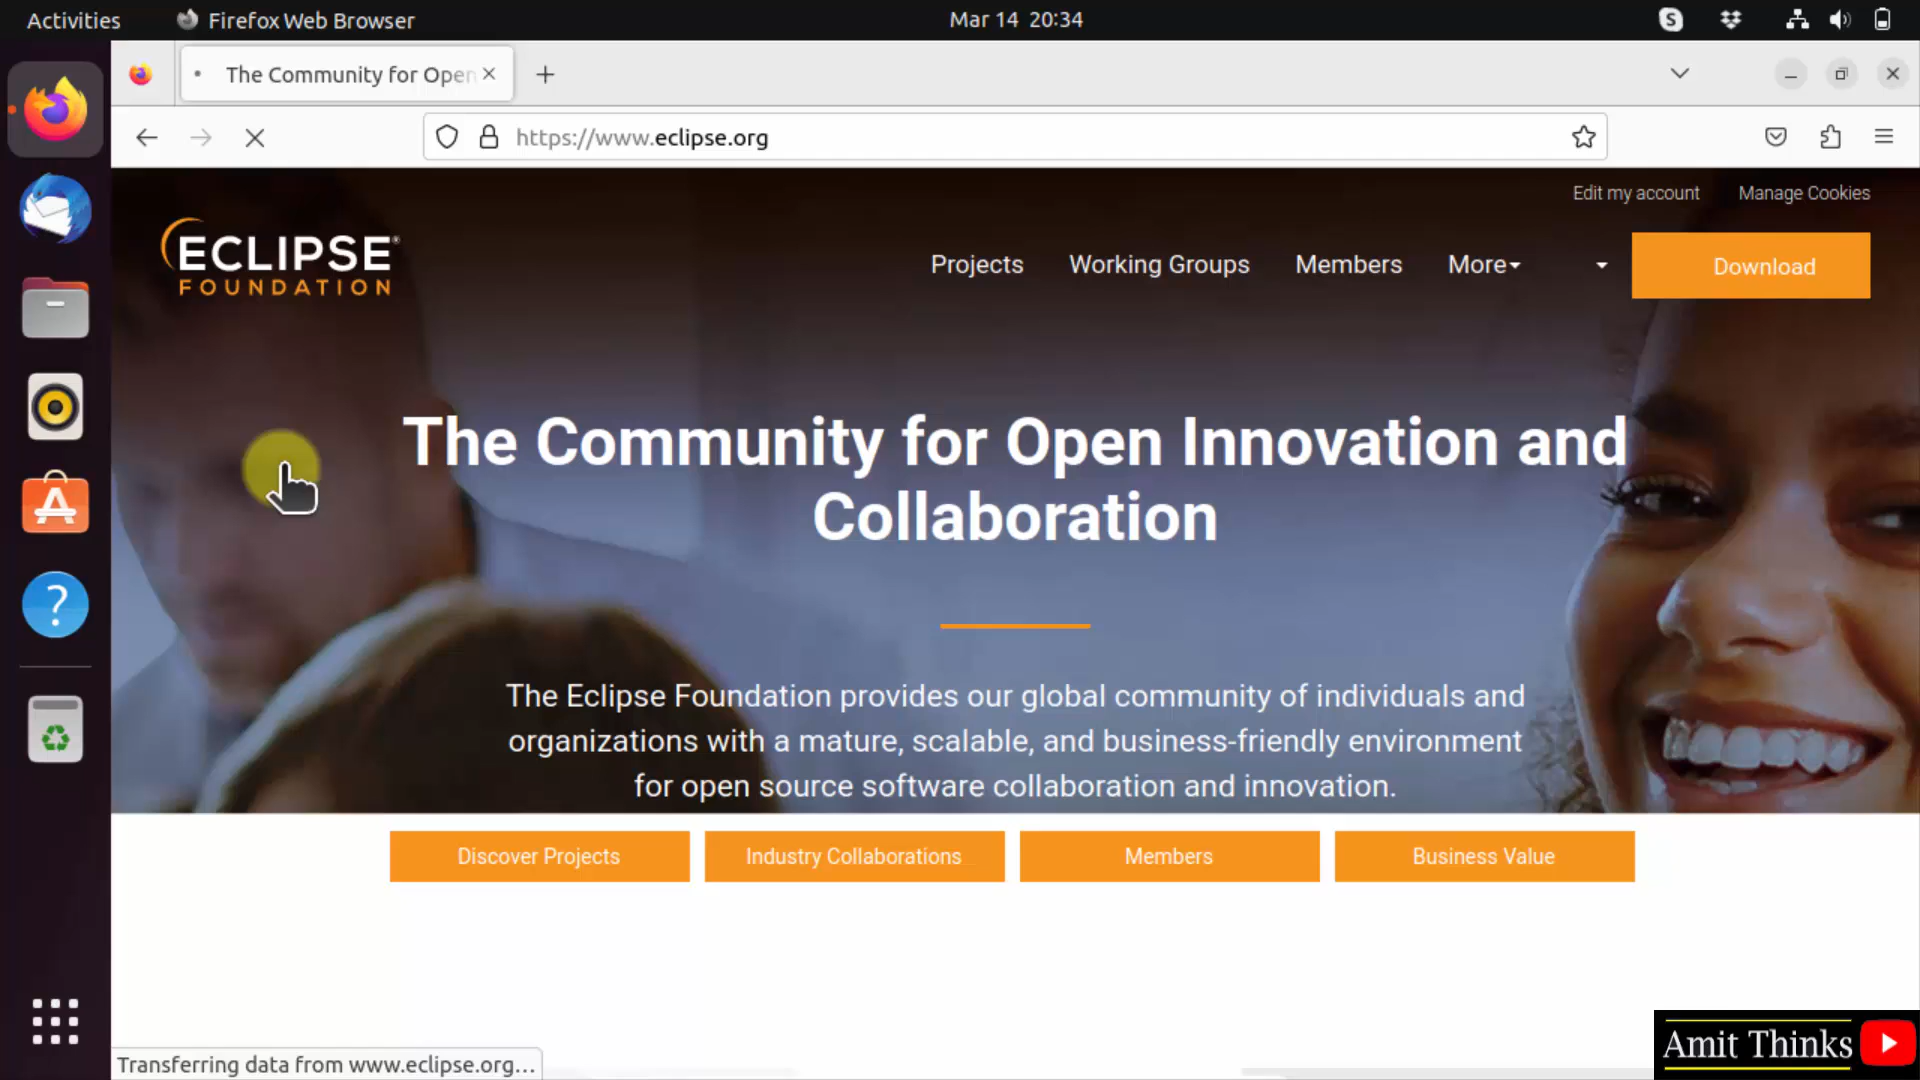 Activities Firefox Web Browser Mar 14 20:34
The Community for Open
https://www.eclipse.org
Edit my account Manage Cookies
ECLIPSE®
FOUNDATION
Projects Working Groups Members More Download
The Community for Open Innovation and
Collaboration
The Eclipse Foundation provides our global community of individuals and
organizations with a mature, scalable, and business-friendly environment
for open source software collaboration and innovation.
Discover Projects Industry Collaborations Members Business Value
Transferring data from www.eclipse.org...
Amit Thinks